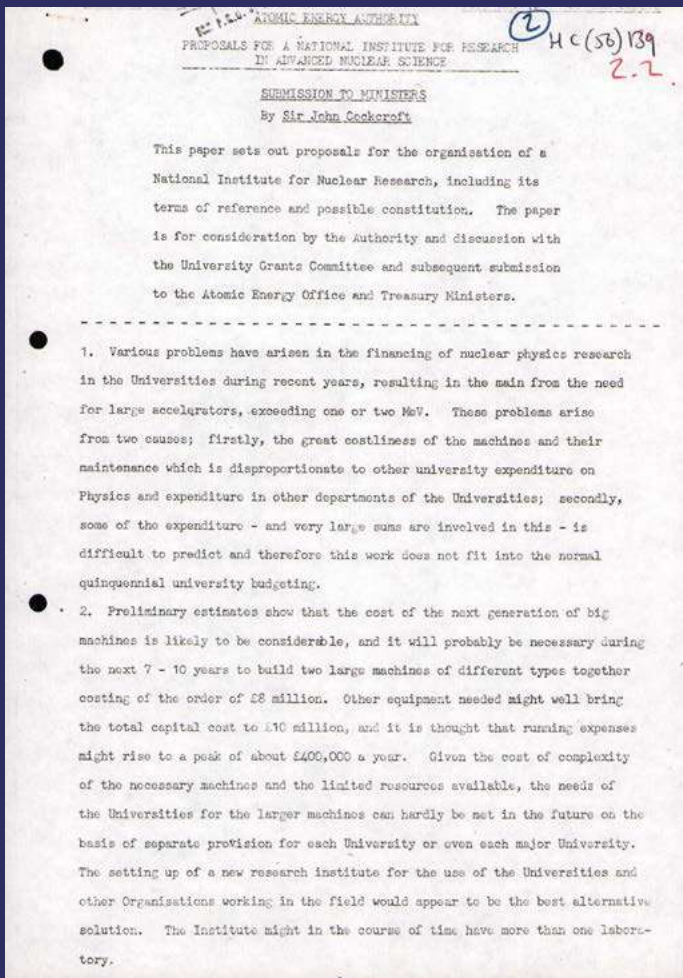 ATOMIC ENERGY AUTHORITY
2
HC(56)139
2.2.
PROPOSALS FOR A NATIONAL INSTITUTE FOR RESEARCH
IN ADVANCED NUCLEAR SCIENCE
SUBMISSION TO MINISTERS
By Sir John Cockcroft
This paper sets out proposals for the organisation of a
National Institute for Nuclear Research, including its
terms of reference and possible constitution. The paper
is for consideration by the Authority and discussion with
the University Grants Committee and subsequent submission
to the Atomic Energy Office and Treasury Ministers.
1. Various problems have arisen in the financing of nuclear physics research
in the Universities during recent years, resulting in the main from the need
for large accelerators, exceeding one or two MeV. These problems arise
from two causes; firstly, the great costliness of the machines and their
maintenance which is disproportionate to other university expenditure on
Physics and expenditure in other departments of the Universities; secondly,
some of the expenditure - and very large sums are involved in this - is
difficult to predict and therefore this work does not fit into the normal
quinquennial university budgeting.
2. Preliminary estimates show that the cost of the next generation of big
machines is likely to be considerable, and it will probably be necessary during
the next 7 - 10 years to build two large machines of different types together
costing of the order of £8 million. Other equipment needed might well bring
the total capital cost to £10 million, and it is thought that running expenses
might rise to a peak of about £400,000 a year. Given the cost of complexity
of the necessary machines and the limited resources available, the needs of
the Universities for the larger machines can hardly be met in the future on the
basis of separate provision for each University or even each major University.
The setting up of a new research institute for the use of the Universities and
other Organisations working in the field would appear to be the best alternative
solution. The Institute might in the course of time have more than one labora-
tory.